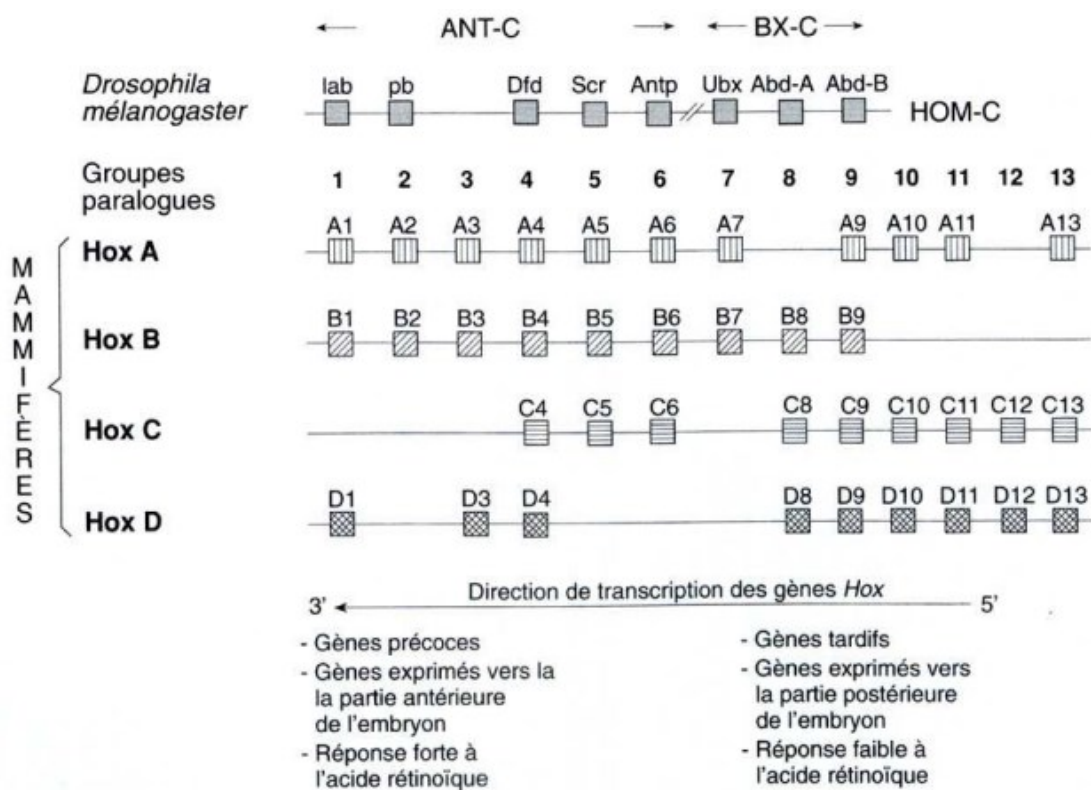 ANT-C BX-C
Drosophila mélanogaster
lab pb Dfd Scr Antp Ubx Abd-A Abd-B
HOM-C
Groupes paralogues
1 2 3 4 5 6 7 8 9 10 11 12 13
MAMMIFÈRES
A1 A2 A3 A4 A5 A6 A7 A9 A10 A11 A13
Hox A
B1 B2 B3 B4 B5 B6 B7 B8 B9
Hox B
C4 C5 C6 C8 C9 C10 C11 C12 C13
Hox C
D1 D3 D4 D8 D9 D10 D11 D12 D13
Hox D
Direction de transcription des gènes Hox
3' 5'
- Gènes précoces
- Gènes exprimés vers la
la partie antérieure
de l'embryon
- Réponse forte à
l'acide rétinoïque
- Gènes tardifs
- Gènes exprimés vers
la partie postérieure
de l'embryon
- Réponse faible à
l'acide rétinoïque